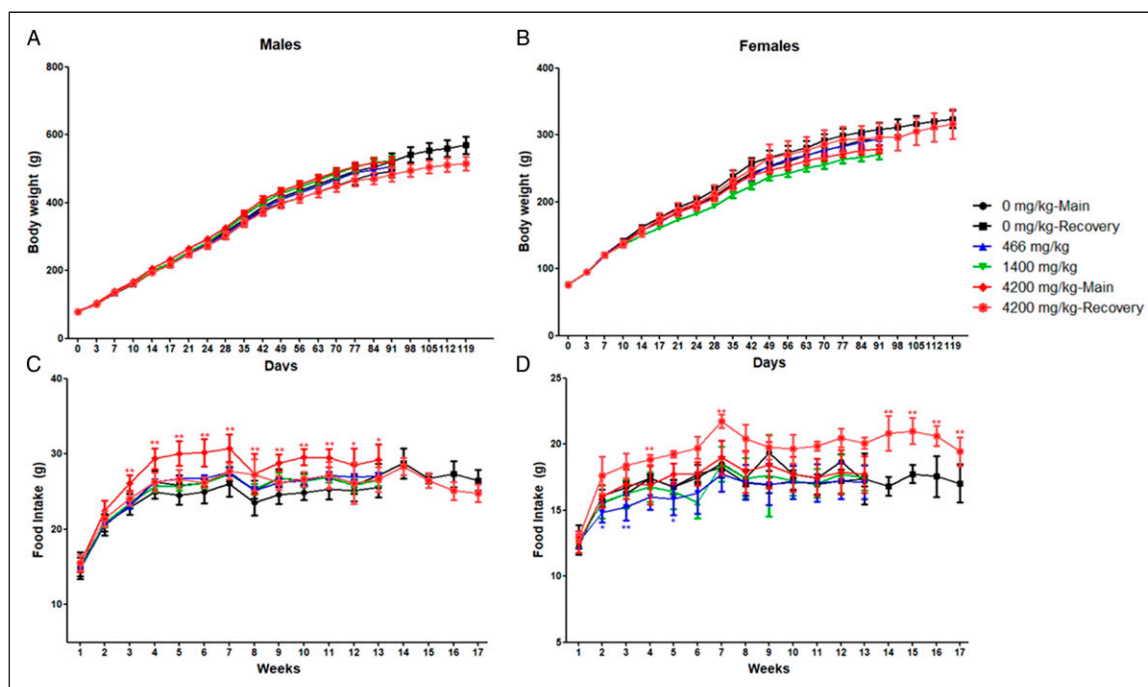 A
Males
Body weight (g)
800
600
400
200
0
0 3 7 10 14 17 21 24 28 35 42 49 56 63 70 77 84 91 98 105 112 119
Days
B
Females
Body weight (g)
400
300
200
100
0
0 3 7 10 14 17 21 24 28 35 42 49 56 63 70 77 84 91 98 105 112 119
Days
0 mg/kg-Main
0 mg/kg-Recovery
466 mg/kg
1400 mg/kg
4200 mg/kg-Main
4200 mg/kg-Recovery
C
Food Intake (g)
40
30
20
10
** ** ** ** ** ** ** ** ** * *
1 2 3 4 5 6 7 8 9 10 11 12 13 14 15 16 17
Weeks
D
Food Intake (g)
25
20
15
10
5
** ** ** ** ** **
* ** *
1 2 3 4 5 6 7 8 9 10 11 12 13 14 15 16 17
Weeks